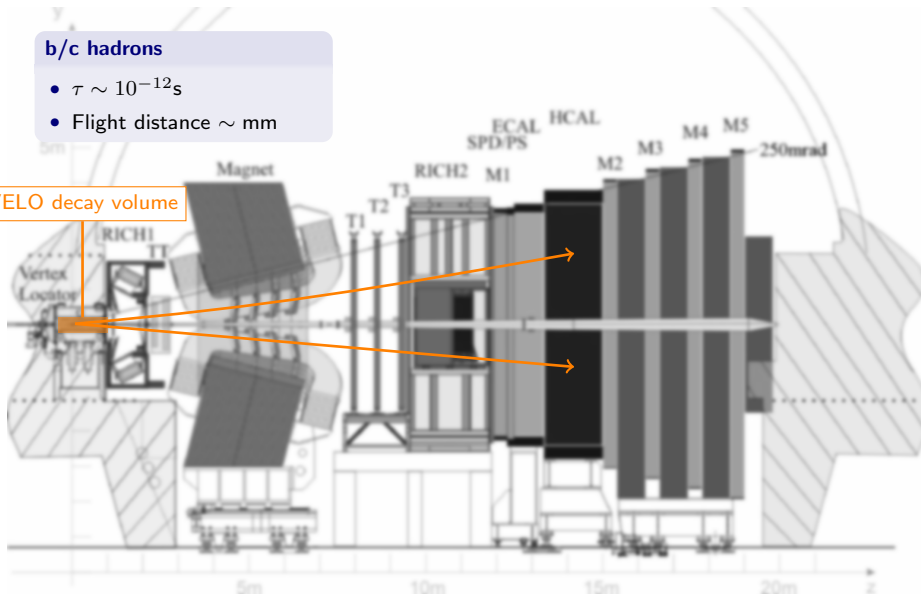 y
b/c hadrons
• τ ∼ 10⁻¹²s
• Flight distance ∼ mm
5m
ELO decay volume
Magnet
RICH1
TT
Vertex
Locator
T1
T2
T3
RICH2
M1
SPD/PS
ECAL
HCAL
M2
M3
M4
M5
250mrad
5m
10m
15m
20m
z